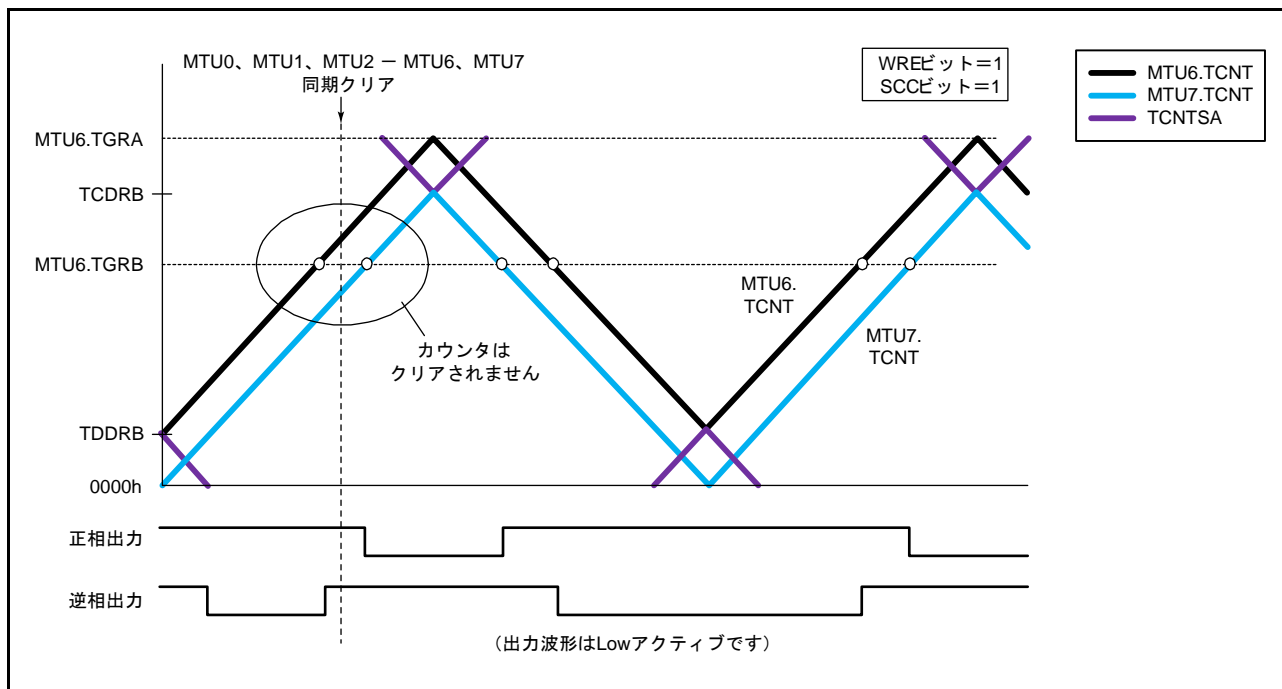 MTU0、MTU1、MTU2 － MTU6、MTU7
同期クリア
WREビット＝1
SCCビット＝1
MTU6.TCNT
MTU7.TCNT
TCNTSA
MTU6.TGRA
TCDRB
MTU6.TGRB
MTU6.
TCNT
MTU7.
TCNT
カウンタは
クリアされません
TDDRB
0000h
正相出力
逆相出力
（出力波形はLowアクティブです）